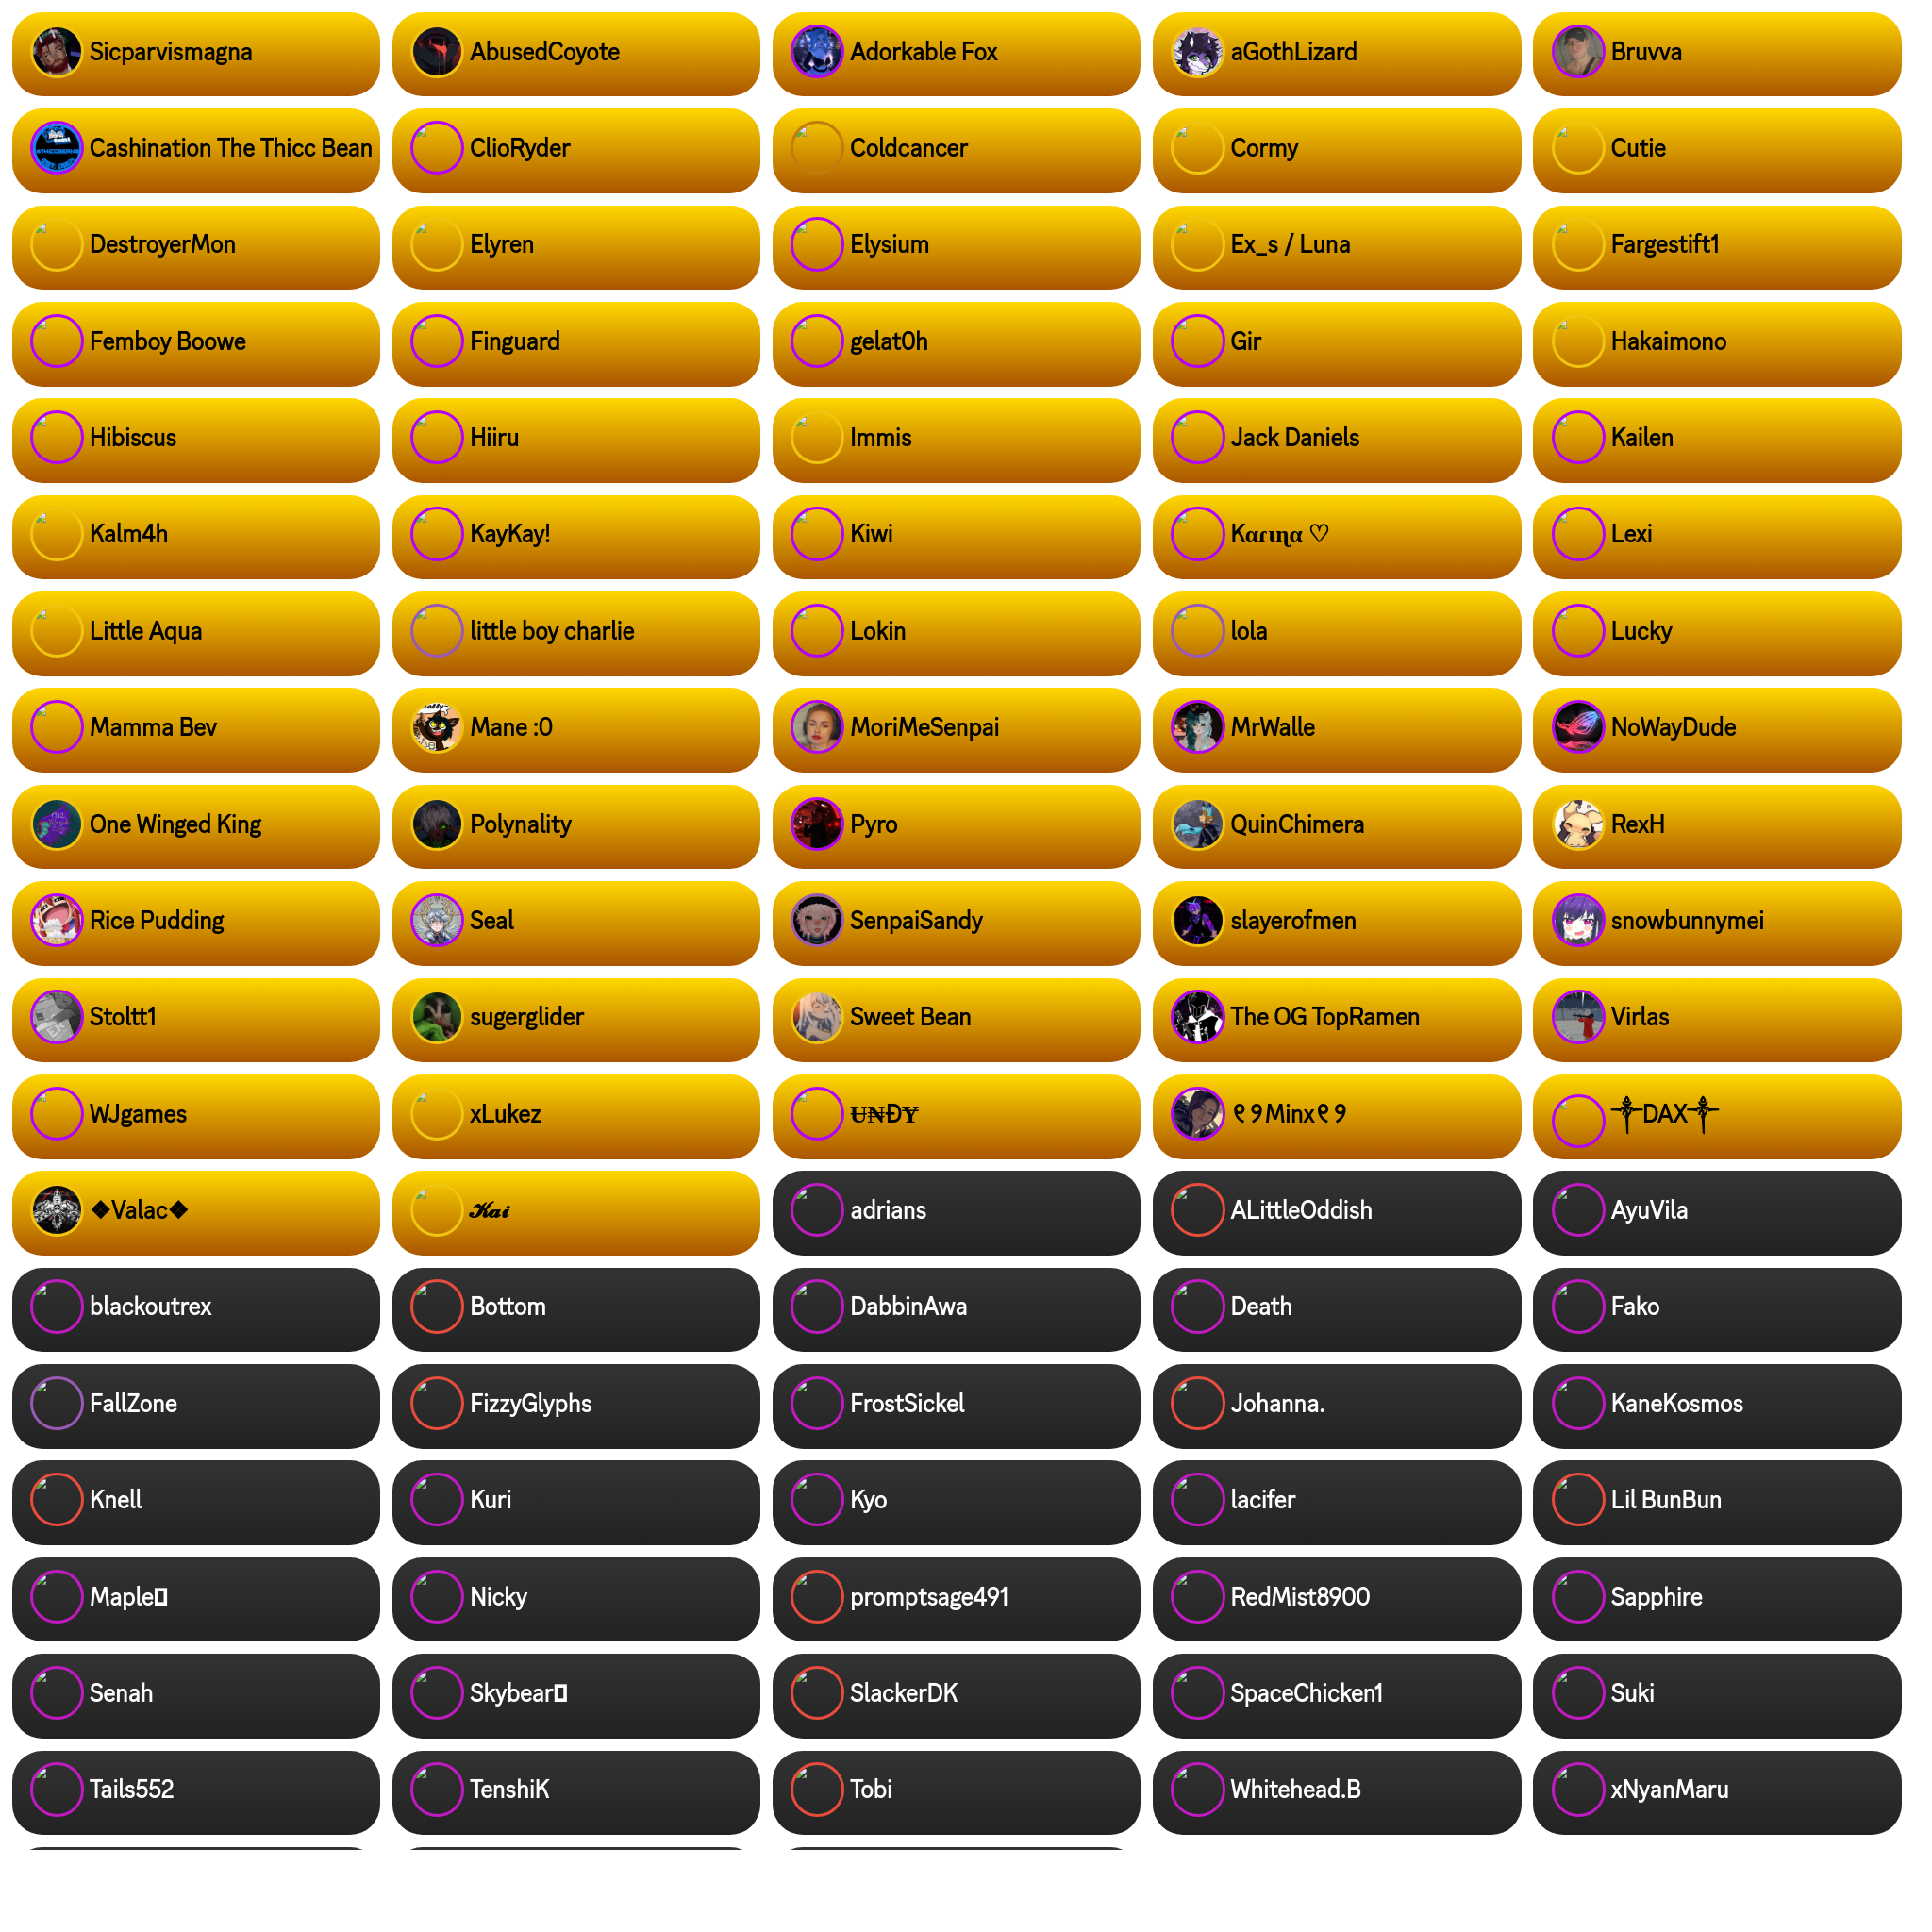 Sicparvismagna
AbusedCoyote
Adorkable Fox
aGothLizard
Bruvva
Cashination The Thicc Bean
ClioRyder
Coldcancer
Cormy
Cutie
DestroyerMon
Elyren
Elysium
Ex_s / Luna
Fargestift1
Femboy Boowe
Finguard
gelat0h
Gir
Hakaimono
Hibiscus
Hiiru
Immis
Jack Daniels
Kailen
Kalm4h
KayKay!
Kiwi
Kαɾιɳα ♡
Lexi
Little Aqua
little boy charlie
Lokin
lola
Lucky
Mamma Bev
Mane :0
MoriMeSenpai
MrWalle
NoWayDude
One Winged King
Polynality
Pyro
QuinChimera
RexH
Rice Pudding
Seal
SenpaiSandy
slayerofmen
snowbunnymei
Stoltt1
sugerglider
Sweet Bean
The OG TopRamen
Virlas
WJgames
xLukez
U̶N̶ĐɎ
୧୨Minx୧୨
༒DAX༒
❖Valac❖
𝓚𝓪𝓲
adrians
ALittleOddish
AyuVila
blackoutrex
Bottom
DabbinAwa
Death
Fako
FallZone
FizzyGlyphs
FrostSickel
Johanna.
KaneKosmos
Knell
Kuri
Kyo
lacifer
Lil BunBun
Maple
Nicky
promptsage491
RedMist8900
Sapphire
Senah
Skybear
SlackerDK
SpaceChicken1
Suki
Tails552
TenshiK
Tobi
Whitehead.B
xNyanMaru